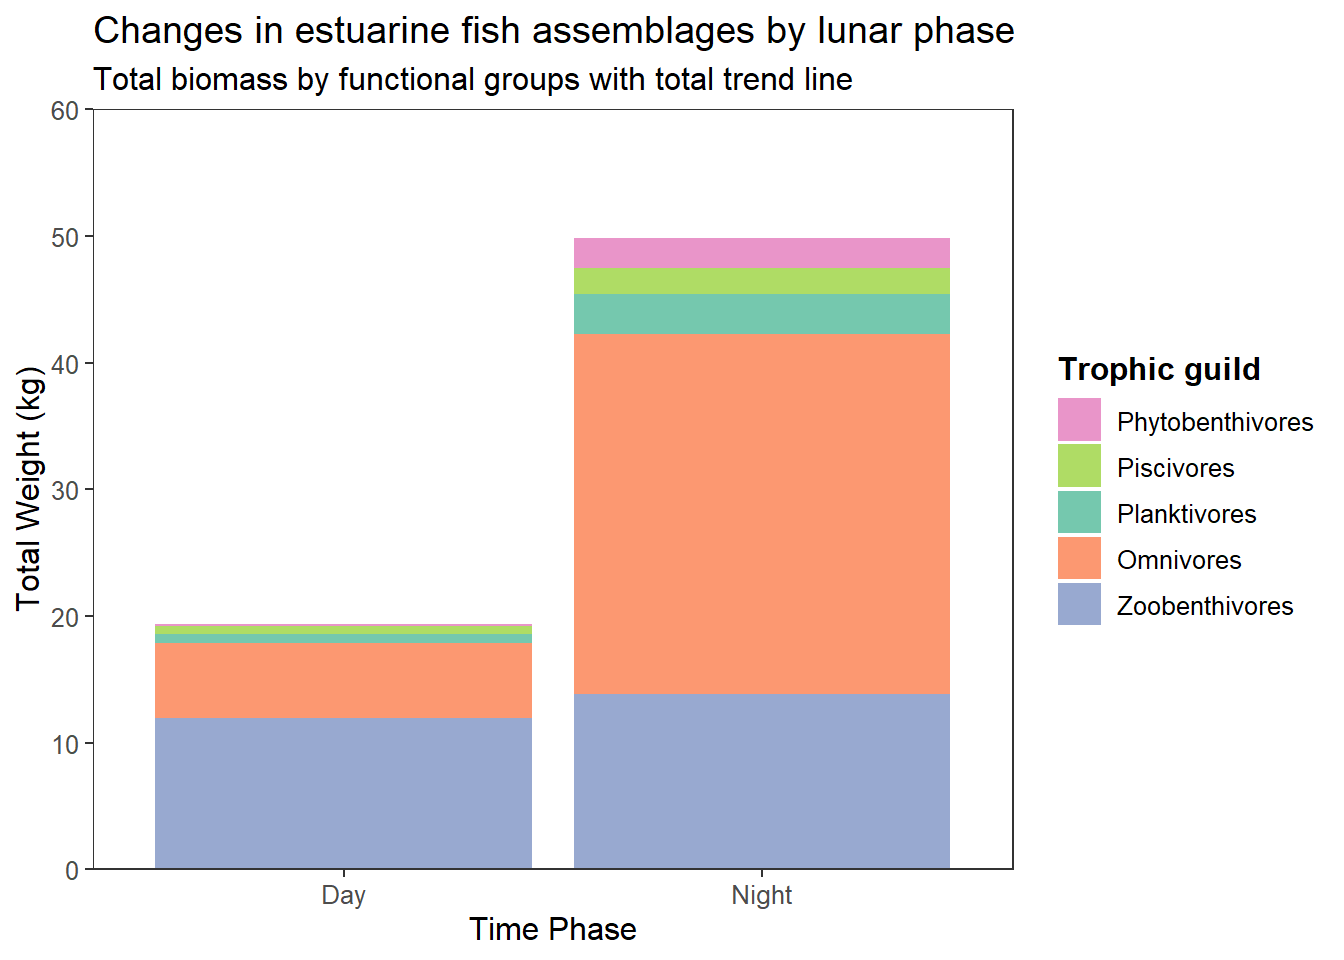 Changes in estuarine fish assemblages by lunar phase
Total biomass by functional groups with total trend line
60
50
40
30
20
10
0
Total Weight (kg)
Day
Night
Time Phase
Trophic guild
Phytobenthivores
Piscivores
Planktivores
Omnivores
Zoobenthivores